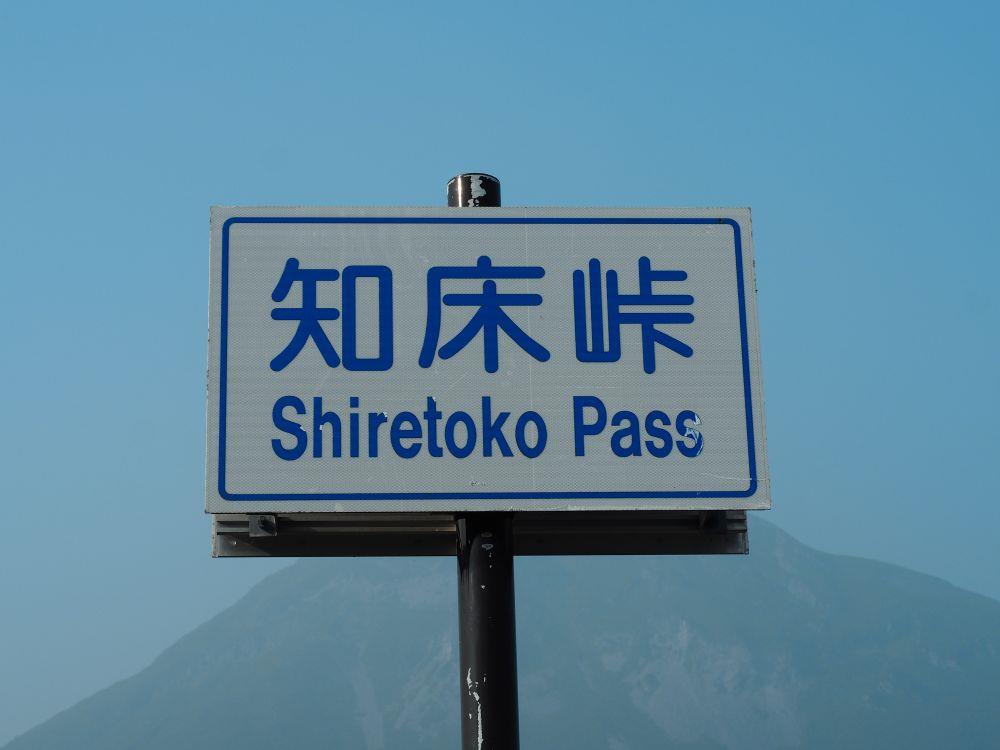 知床峠
Shiretoko Pass